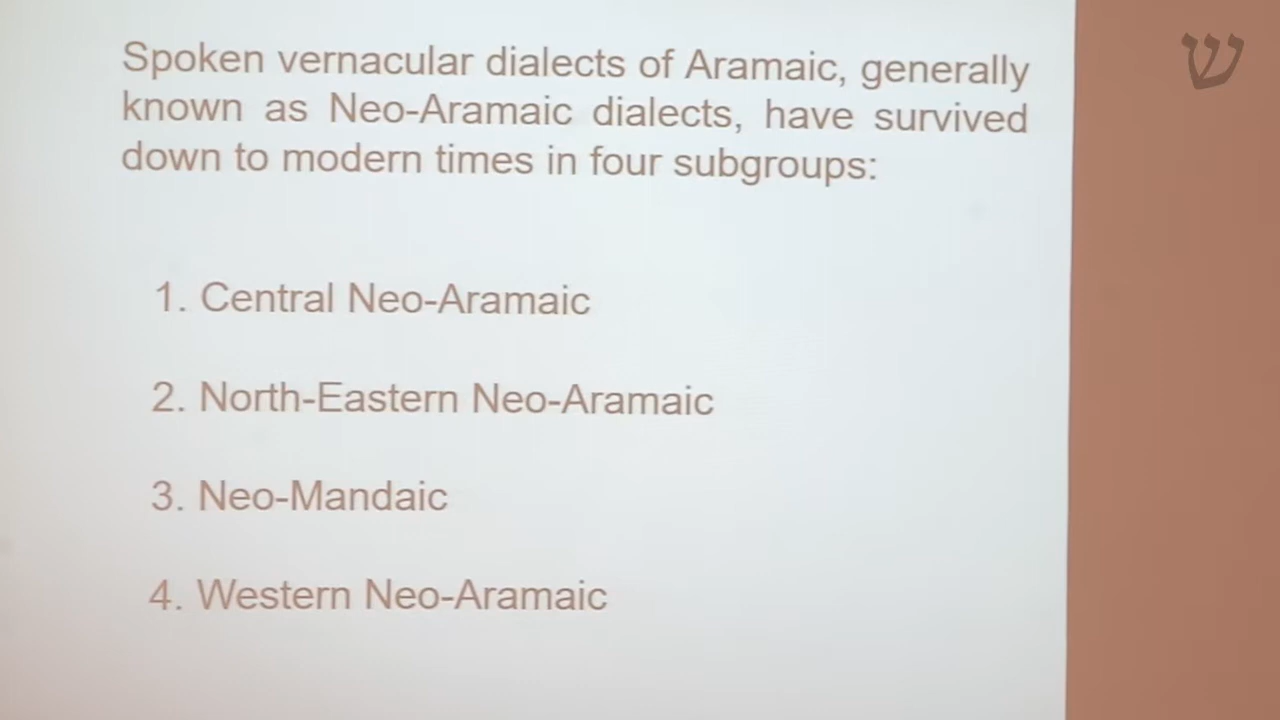 ש
Spoken vernacular dialects of Aramaic, generally
known as Neo-Aramaic dialects, have survived
down to modern times in four subgroups:
1. Central Neo-Aramaic
2. North-Eastern Neo-Aramaic
3. Neo-Mandaic
4. Western Neo-Aramaic